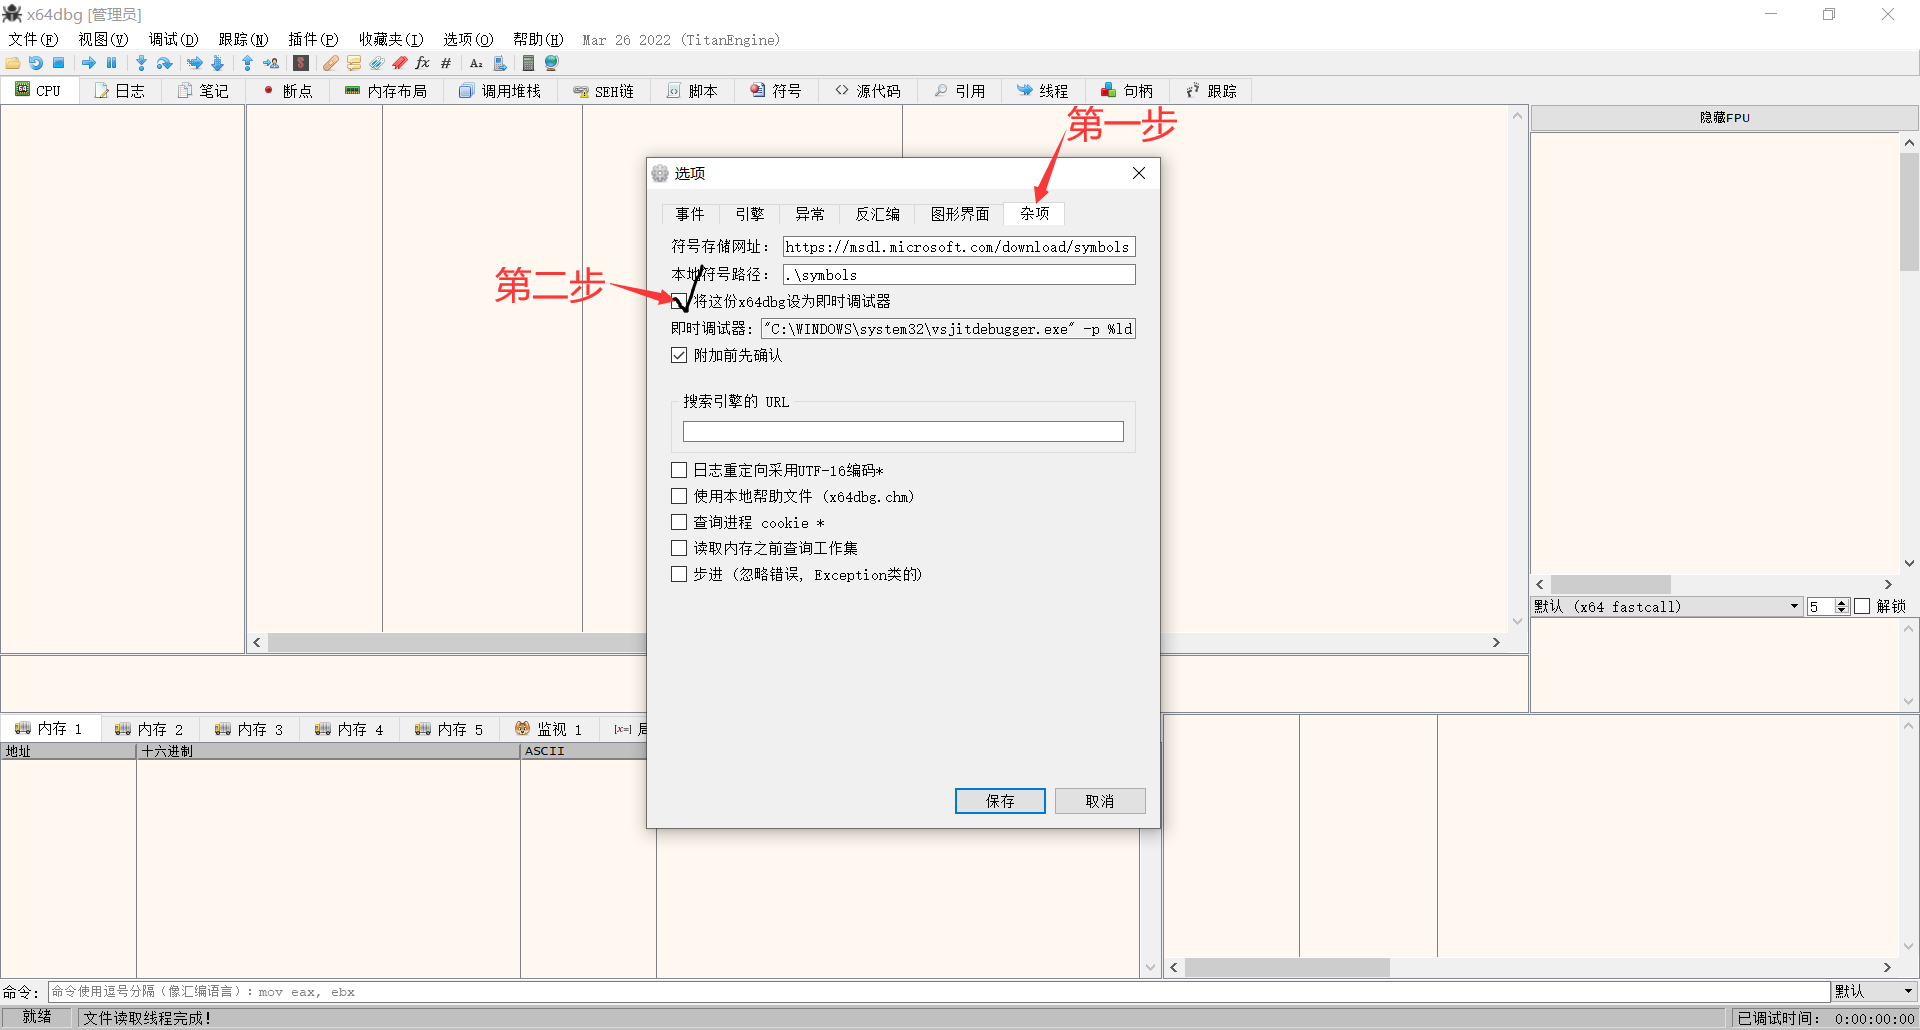 x64dbg [管理员]
文件(F) 视图(V) 调试(D) 跟踪(N) 插件(P) 收藏夹(I) 选项(O) 帮助(H) Mar 26 2022 (TitanEngine)
CPU 日志 笔记 断点 内存布局 调用堆栈 SEH链 脚本 符号 源代码 引用 线程 句柄 跟踪
第一步
隐藏FPU
选项
事件 引擎 异常 反汇编 图形界面 杂项
符号存储网址: https://msdl.microsoft.com/download/symbols
本地符号路径: .\symbols
第二步
将这份x64dbg设为即时调试器
即时调试器: "C:\WINDOWS\system32\vsjitdebugger.exe" -p %ld
附加前先确认
搜索引擎的 URL
日志重定向采用UTF-16编码*
使用本地帮助文件 (x64dbg.chm)
查询进程 cookie *
读取内存之前查询工作集
步进 (忽略错误, Exception类的)
默认 (x64 fastcall) 5 解锁
保存 取消
内存 1 内存 2 内存 3 内存 4 内存 5 监视 1 [x=] 局
地址 十六进制 ASCII
命令: 命令使用逗号分隔（像汇编语言）: mov eax, ebx 默认
就绪 文件读取线程完成! 已调试时间: 0:00:00:00